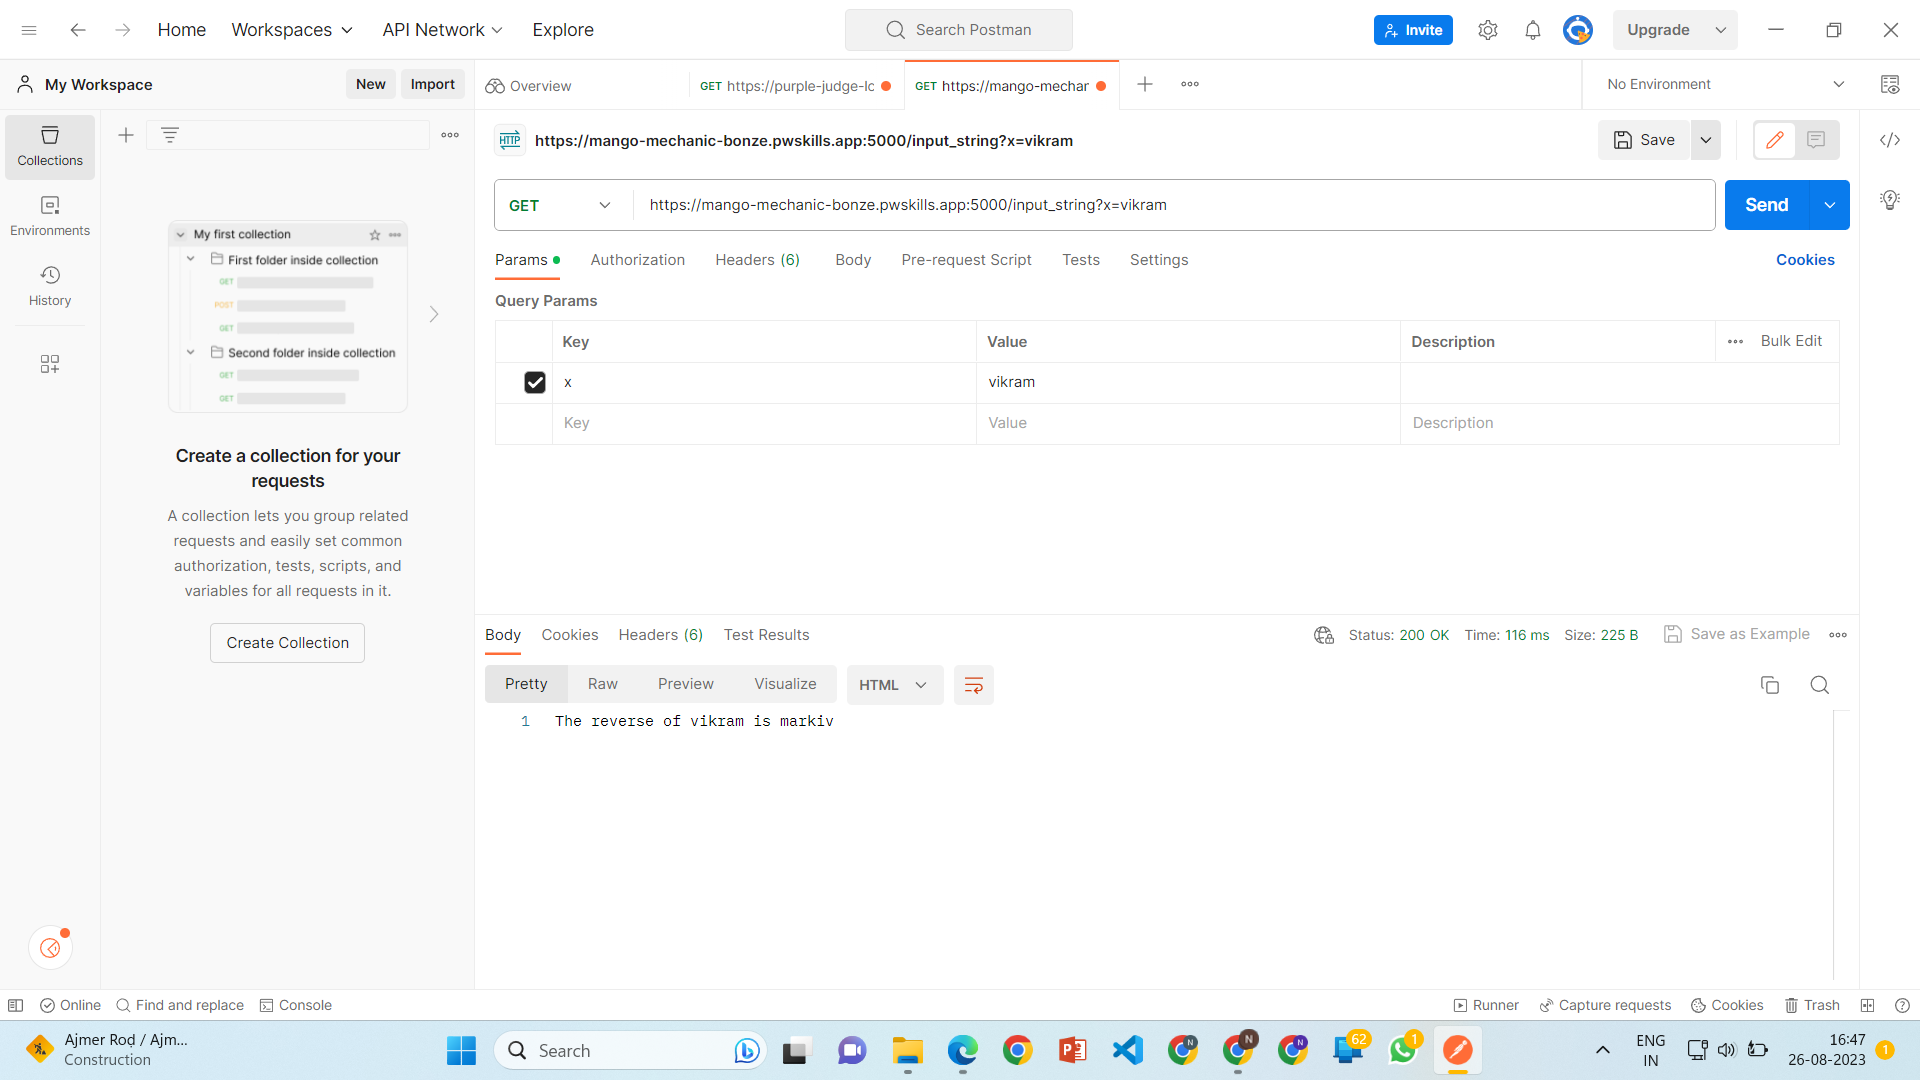 Home
Workspaces
API Network
Explore
Search Postman
Invite
Upgrade
My Workspace
New
Import
Overview
GET https://purple-judge-lc
GET https://mango-mechar
No Environment
Collections
Environments
History
My first collection
First folder inside collection
GET
POST
GET
Second folder inside collection
GET
GET
Create a collection for your
requests
A collection lets you group related
requests and easily set common
authorization, tests, scripts, and
variables for all requests in it.
Create Collection
HTTP
https://mango-mechanic-bonze.pwskills.app:5000/input_string?x=vikram
Save
GET
https://mango-mechanic-bonze.pwskills.app:5000/input_string?x=vikram
Send
Params
Authorization
Headers (6)
Body
Pre-request Script
Tests
Settings
Cookies
Query Params
Key
Value
Description
Bulk Edit
x
vikram
Key
Value
Description
Body
Cookies
Headers (6)
Test Results
Status: 200 OK
Time: 116 ms
Size: 225 B
Save as Example
Pretty
Raw
Preview
Visualize
HTML
1 The reverse of vikram is markiv
Online
Find and replace
Console
Runner
Capture requests
Cookies
Trash
Ajmer Rod / Ajm...
Construction
Search
N
N
N
62
1
ENG
IN
16:47
26-08-2023
1